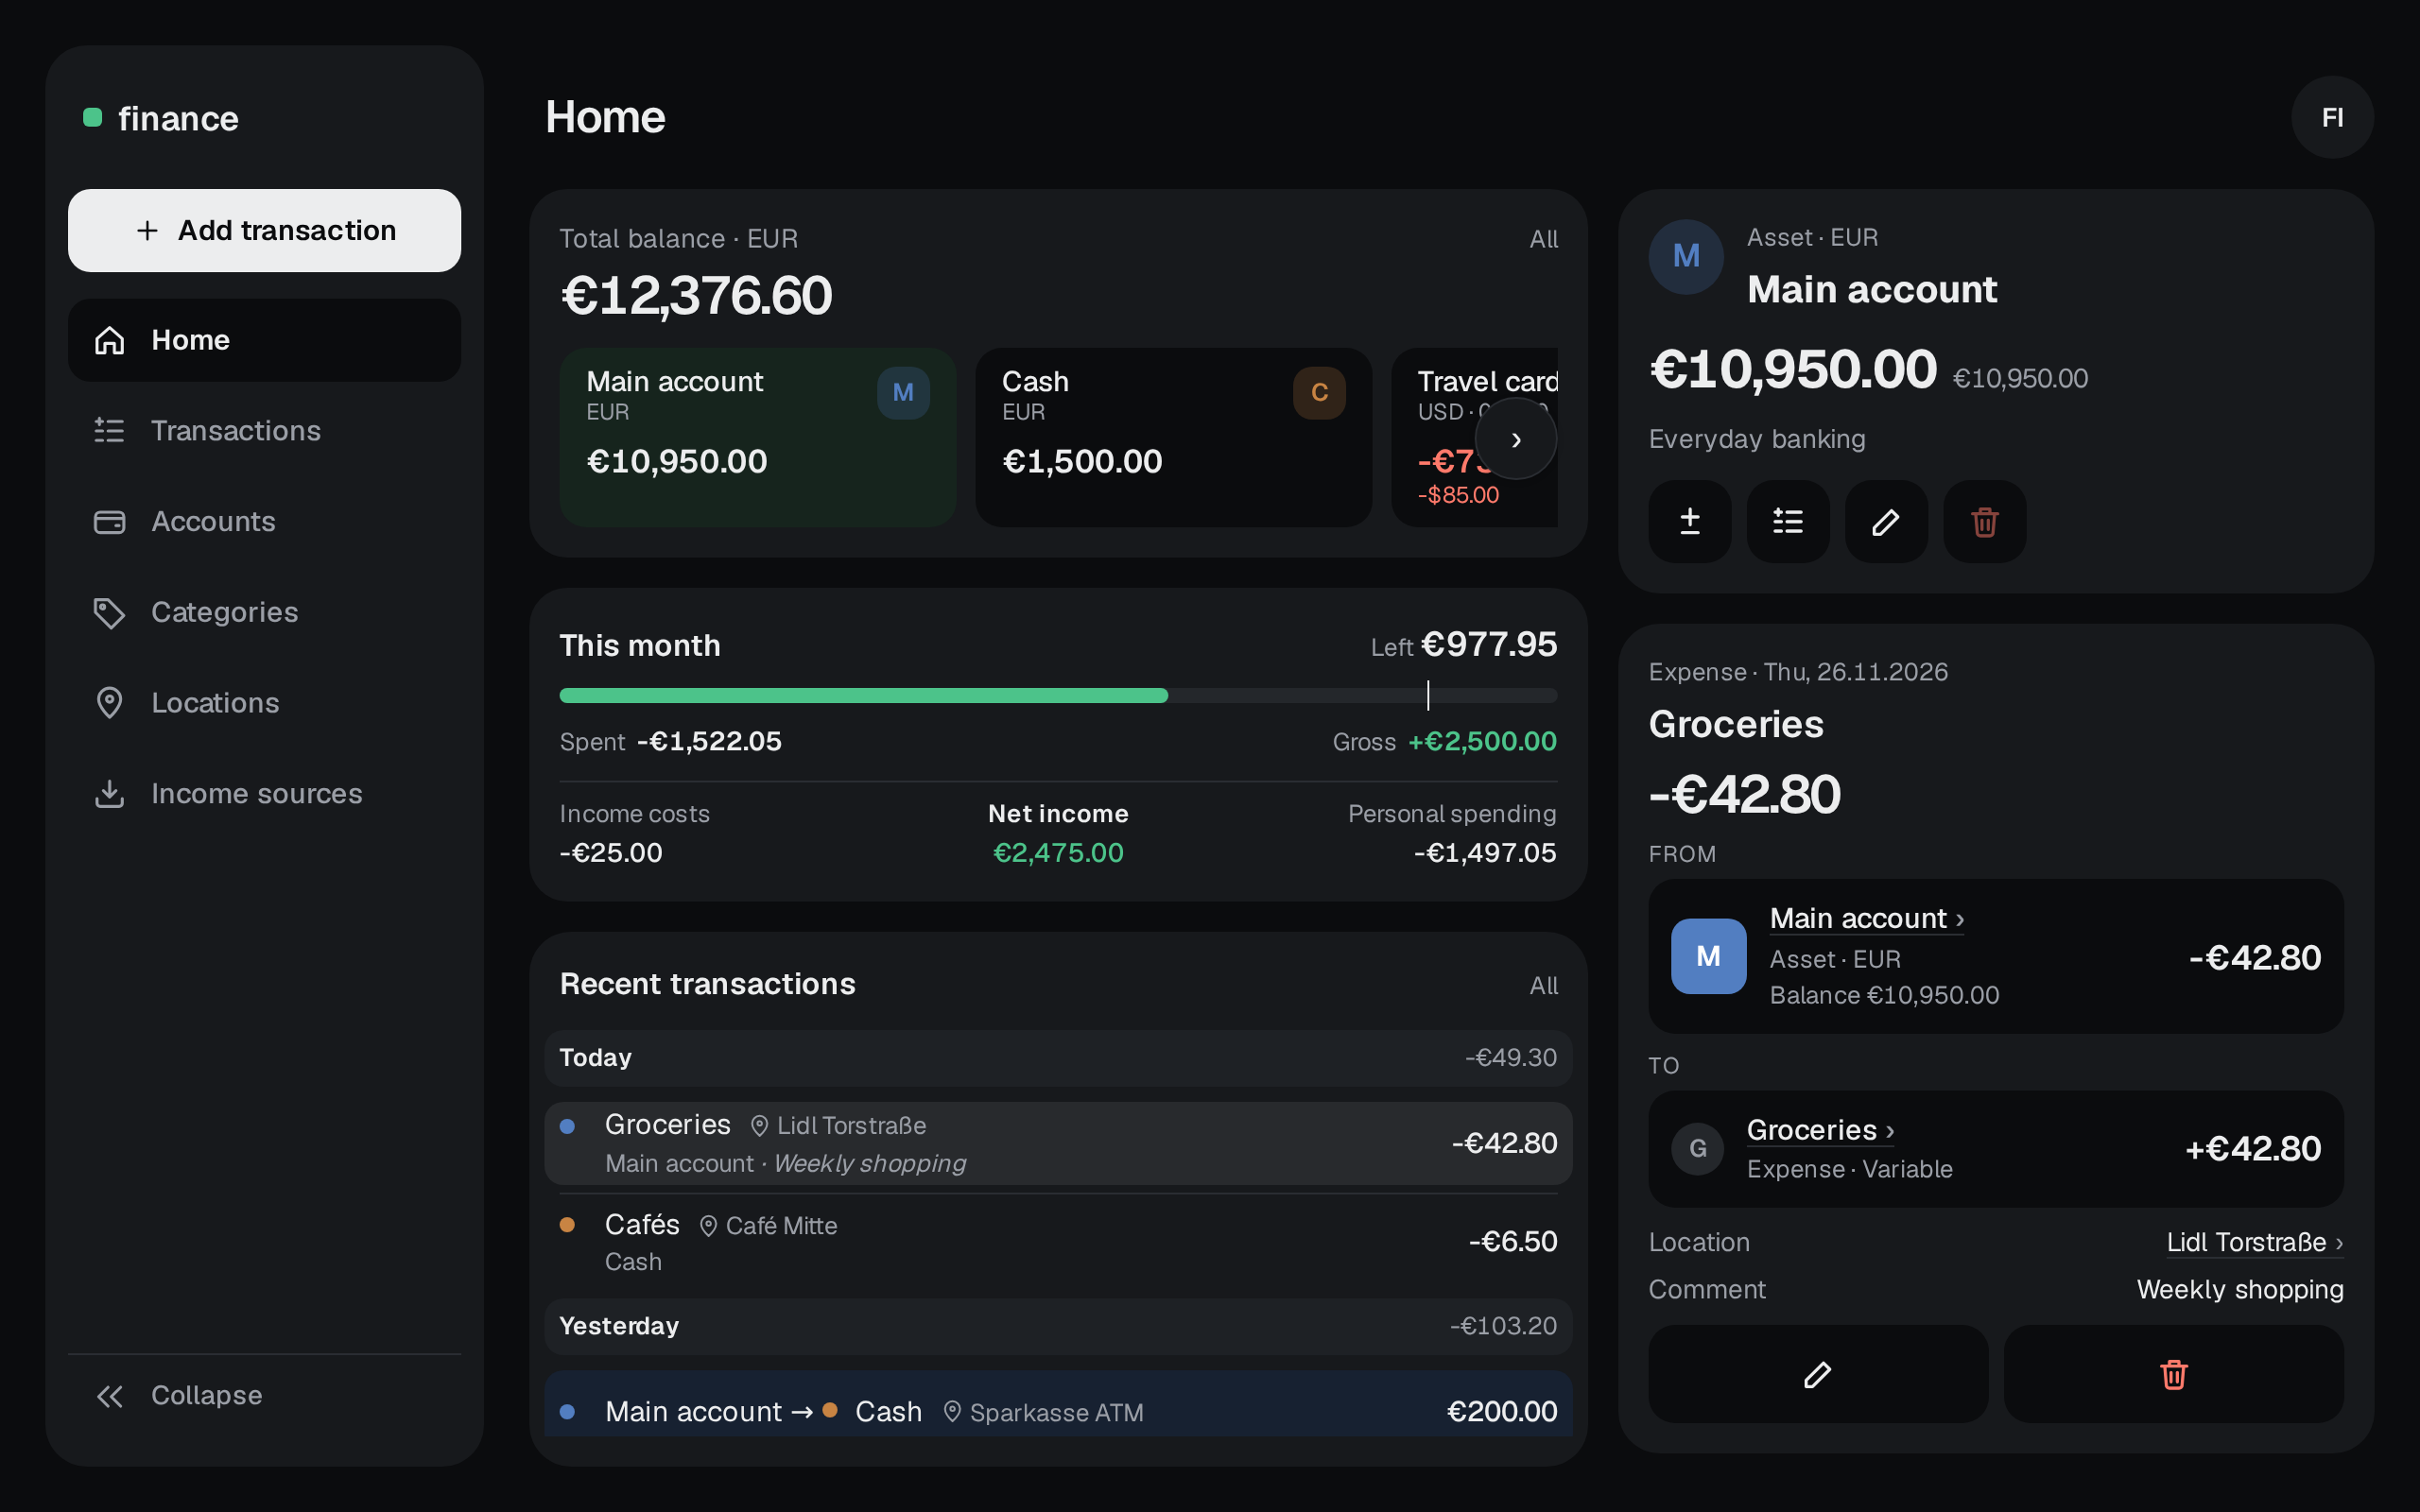 finance
Add transaction
Home
Transactions
Accounts
Categories
Locations
Income sources
Collapse
Home
FI
Total balance · EUR
All
€12,376.60
Main account
M
EUR
€10,950.00
Cash
C
EUR
€1,500.00
Travel card
USD
-$85.00
This month
Left €977.95
Spent -€1,522.05
Gross +€2,500.00
Income costs
-€25.00
Net income
€2,475.00
Personal spending
-€1,497.05
Recent transactions
All
Today
-€49.30
Groceries Lidl Torstraße
Main account · Weekly shopping
-€42.80
Cafés Café Mitte
Cash
-€6.50
Yesterday
-€103.20
Main account → Cash Sparkasse ATM
€200.00
M
Asset · EUR
Main account
€10,950.00 €10,950.00
Everyday banking
Expense · Thu, 26.11.2026
Groceries
-€42.80
FROM
M
Main account ›
Asset · EUR
Balance €10,950.00
-€42.80
TO
G
Groceries ›
Expense · Variable
+€42.80
Location
Lidl Torstraße ›
Comment
Weekly shopping